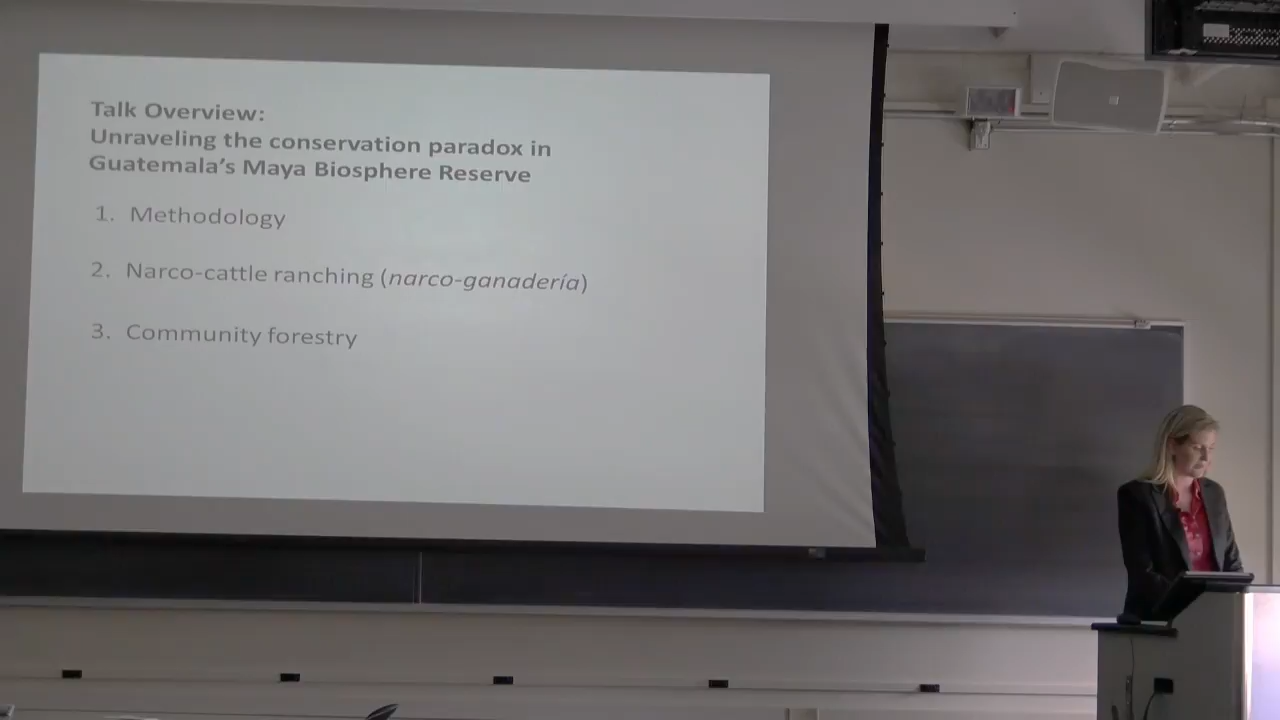 Talk Overview:
Unraveling the conservation paradox in
Guatemala's Maya Biosphere Reserve
1. Methodology
2. Narco-cattle ranching (narco-ganadería)
3. Community forestry